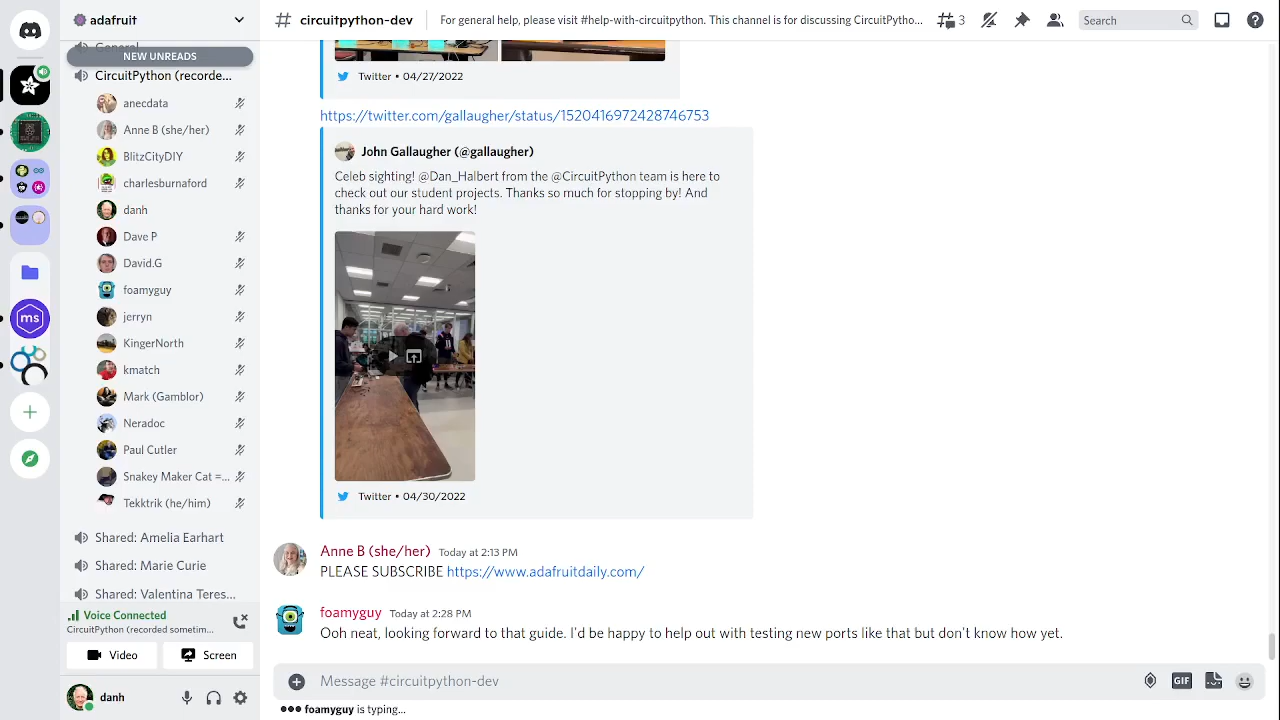 adafruit
# circuitpython-dev
For general help, please visit #help-with-circuitpython. This channel is for discussing CircuitPytho...
3
Search
General
NEW UNREADS
CircuitPython (recorde...
anecdata
Anne B (she/her)
BlitzCityDIY
charlesburnaford
danh
Dave P
David.G
foamyguy
jerryn
KingerNorth
kmatch
Mark (Gamblor)
Neradoc
Paul Cutler
Snakey Maker Cat =...
Tekktrik (he/him)
Shared: Amelia Earhart
Shared: Marie Curie
Shared: Valentina Teres...
Voice Connected
CircuitPython (recorded sometim...
Video
Screen
danh
ms
Twitter • 04/27/2022
https://twitter.com/gallaugher/status/1520416972428746753
John Gallaugher (@gallaugher)
Celeb sighting! @Dan_Halbert from the @CircuitPython team is here to
check out our student projects. Thanks so much for stopping by! And
thanks for your hard work!
Twitter • 04/30/2022
Anne B (she/her) Today at 2:13 PM
PLEASE SUBSCRIBE https://www.adafruitdaily.com/
foamyguy Today at 2:28 PM
Ooh neat, looking forward to that guide. I'd be happy to help out with testing new ports like that but don't know how yet.
Message #circuitpython-dev
GIF
foamyguy is typing...